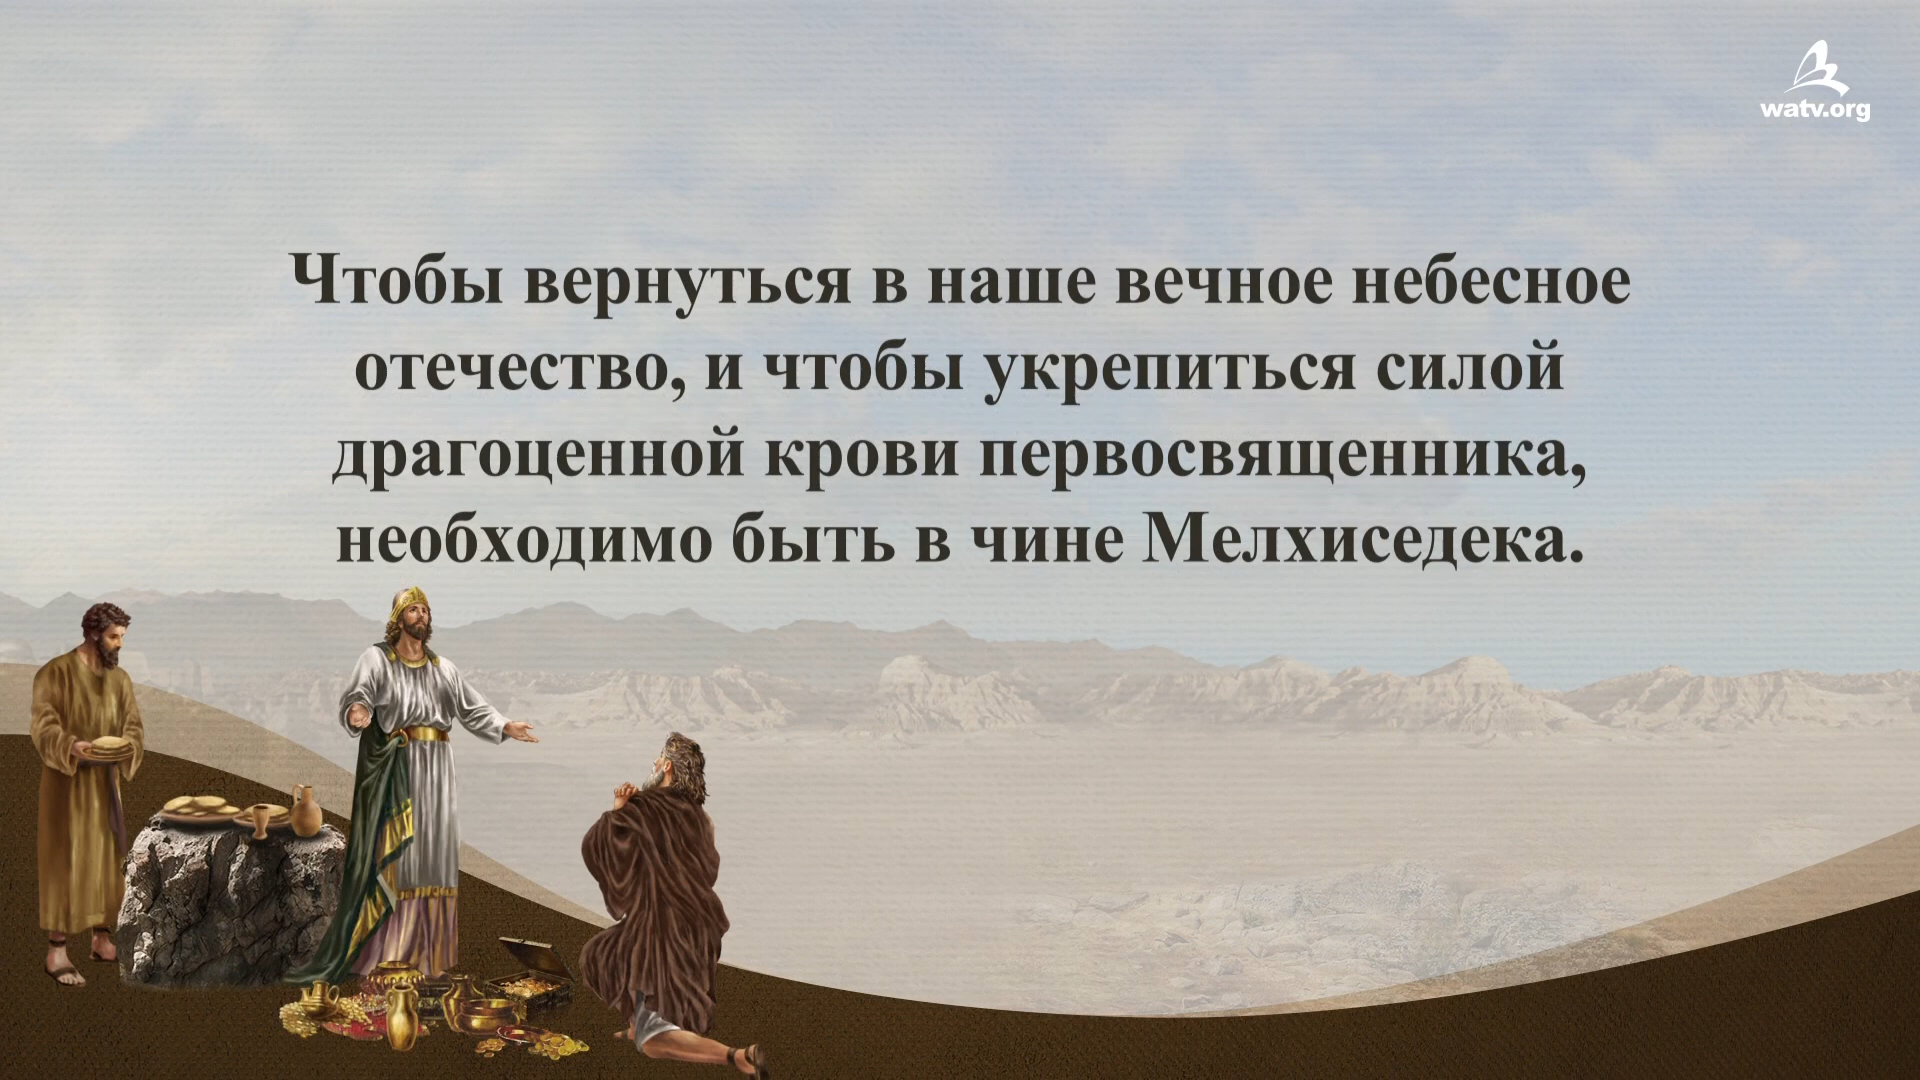 watv.org
Чтобы вернуться в наше вечное небесное
отечество, и чтобы укрепиться силой
драгоценной крови первосвященника,
необходимо быть в чине Мелхиседека.